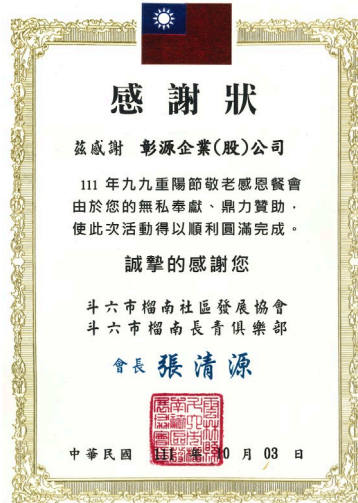 感謝狀
茲感謝 彰源企業(股)公司
111 年九九重陽節敬老感恩餐會
由於您的無私奉獻、鼎力贊助，
使此次活動得以順利圓滿完成。
誠摯的感謝您
斗六市榴南社區發展協會
斗六市榴南長青俱樂部
會長 張清源
中華民國 111 年 10 月 03 日